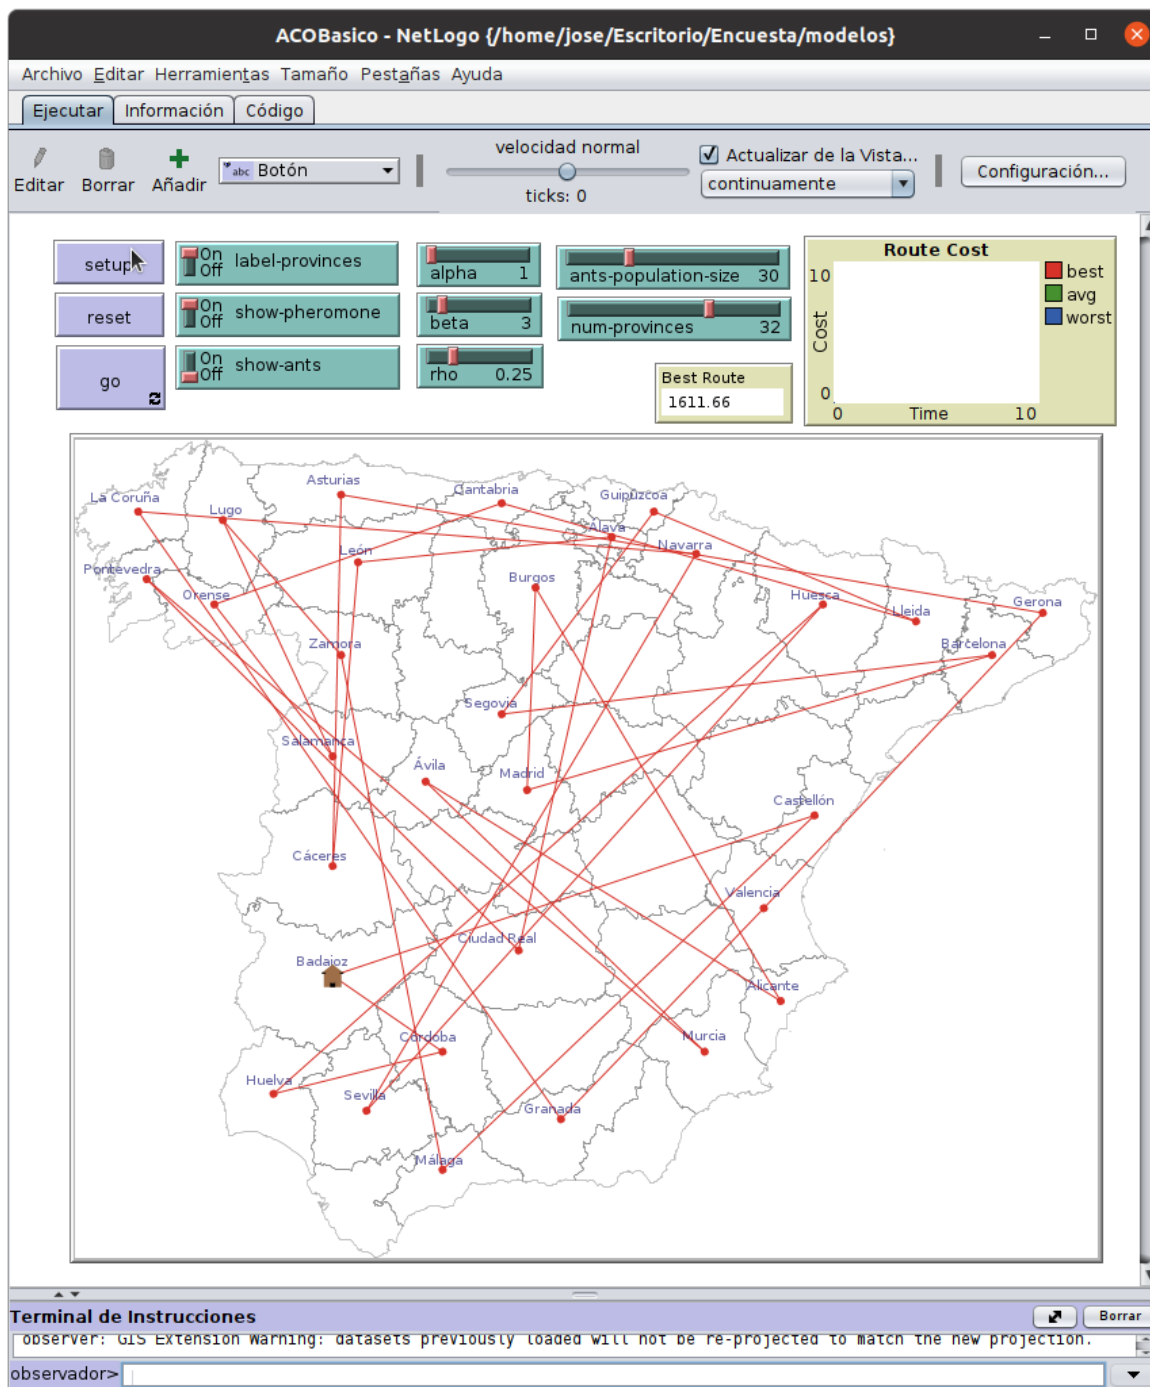 ACOBasico - NetLogo {/home/jose/Escritorio/Encuesta/modelos}
Archivo Editar Herramientas Tamaño Pestañas Ayuda
Ejecutar Información Código
Editar Borrar Añadir
abc Botón
velocidad normal
ticks: 0
Actualizar de la Vista...
continuamente
Configuración...
setup
reset
go
On
Off
label-provinces
On
Off
show-pheromone
On
Off
show-ants
alpha 1
beta 3
rho 0.25
ants-population-size 30
num-provinces 32
Best Route
1611.66
Route Cost
10
Cost
0
0 Time 10
best
avg
worst
Asturias
Cantabria
Guipúzcoa
La Coruña
Lugo
Alava
Navarra
León
Pontevedra
Burgos
Orense
Huesca
Gerona
Lleida
Zamora
Barcelona
Segovia
Salamanca
Ávila
Madrid
Castellón
Cáceres
Valencia
Ciudad Real
Badajoz
Alicante
Córdoba
Murcia
Huelva
Sevilla
Granada
Málaga
Terminal de Instrucciones
Borrar
observer: GIS Extension Warning: datasets previously loaded will not be re-projected to match the new projection.
observador>